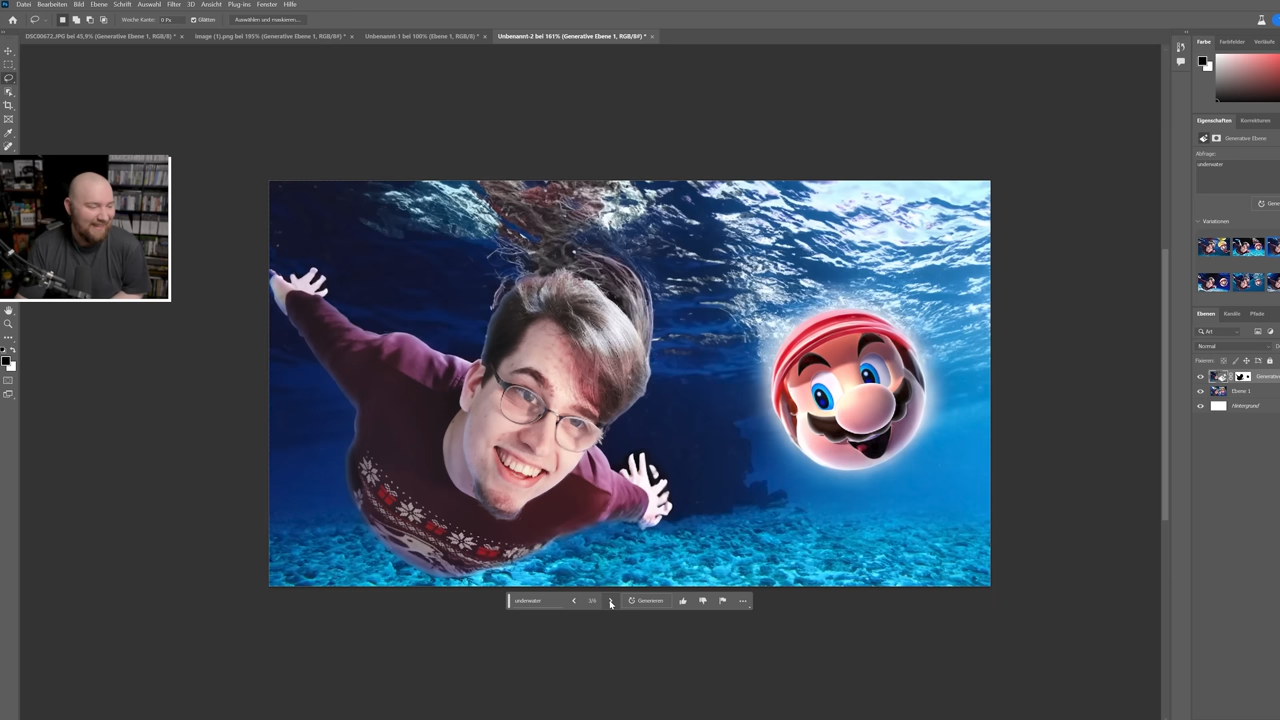 Datei Bearbeiten Bild Ebene Schrift Auswahl Filter 3D Ansicht Plug-ins Fenster Hilfe
Weiche Kante: 0 Px Glätten Auswählen und maskieren...
DSC00672.JPG bei 45,9% (Generative Ebene 1, RGB/8) * × Image (1).png bei 195% (Generative Ebene 1, RGB/8#) * × Unbenannt-1 bei 100% (Ebene 1, RGB/8) * × Unbenannt-2 bei 161% (Generative Ebene 1, RGB/8#) * ×
Farbe Farbfelder Verläufe
Eigenschaften Korrekturen
Generative Ebene
Abfrage:
underwater
Gene
Variationen
Ebenen Kanäle Pfade
Art
Normal
Fixieren:
Generative
Ebene 1
Hintergrund
underwater 3/6 Generieren